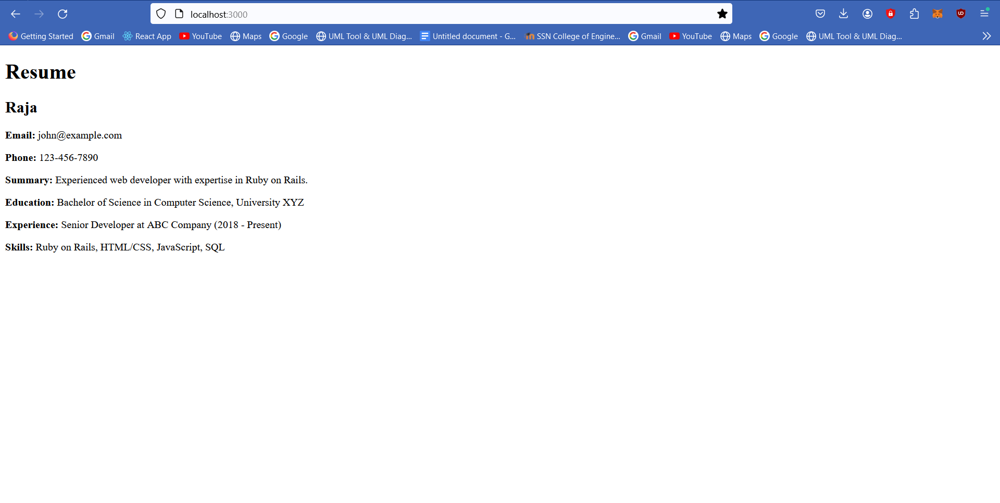 localhost:3000
Getting Started Gmail React App YouTube Maps Google UML Tool & UML Diag... Untitled document - G... SSN College of Engine... Gmail YouTube Maps Google UML Tool & UML Diag...
Resume
Raja
Email: john@example.com
Phone: 123-456-7890
Summary: Experienced web developer with expertise in Ruby on Rails.
Education: Bachelor of Science in Computer Science, University XYZ
Experience: Senior Developer at ABC Company (2018 - Present)
Skills: Ruby on Rails, HTML/CSS, JavaScript, SQL